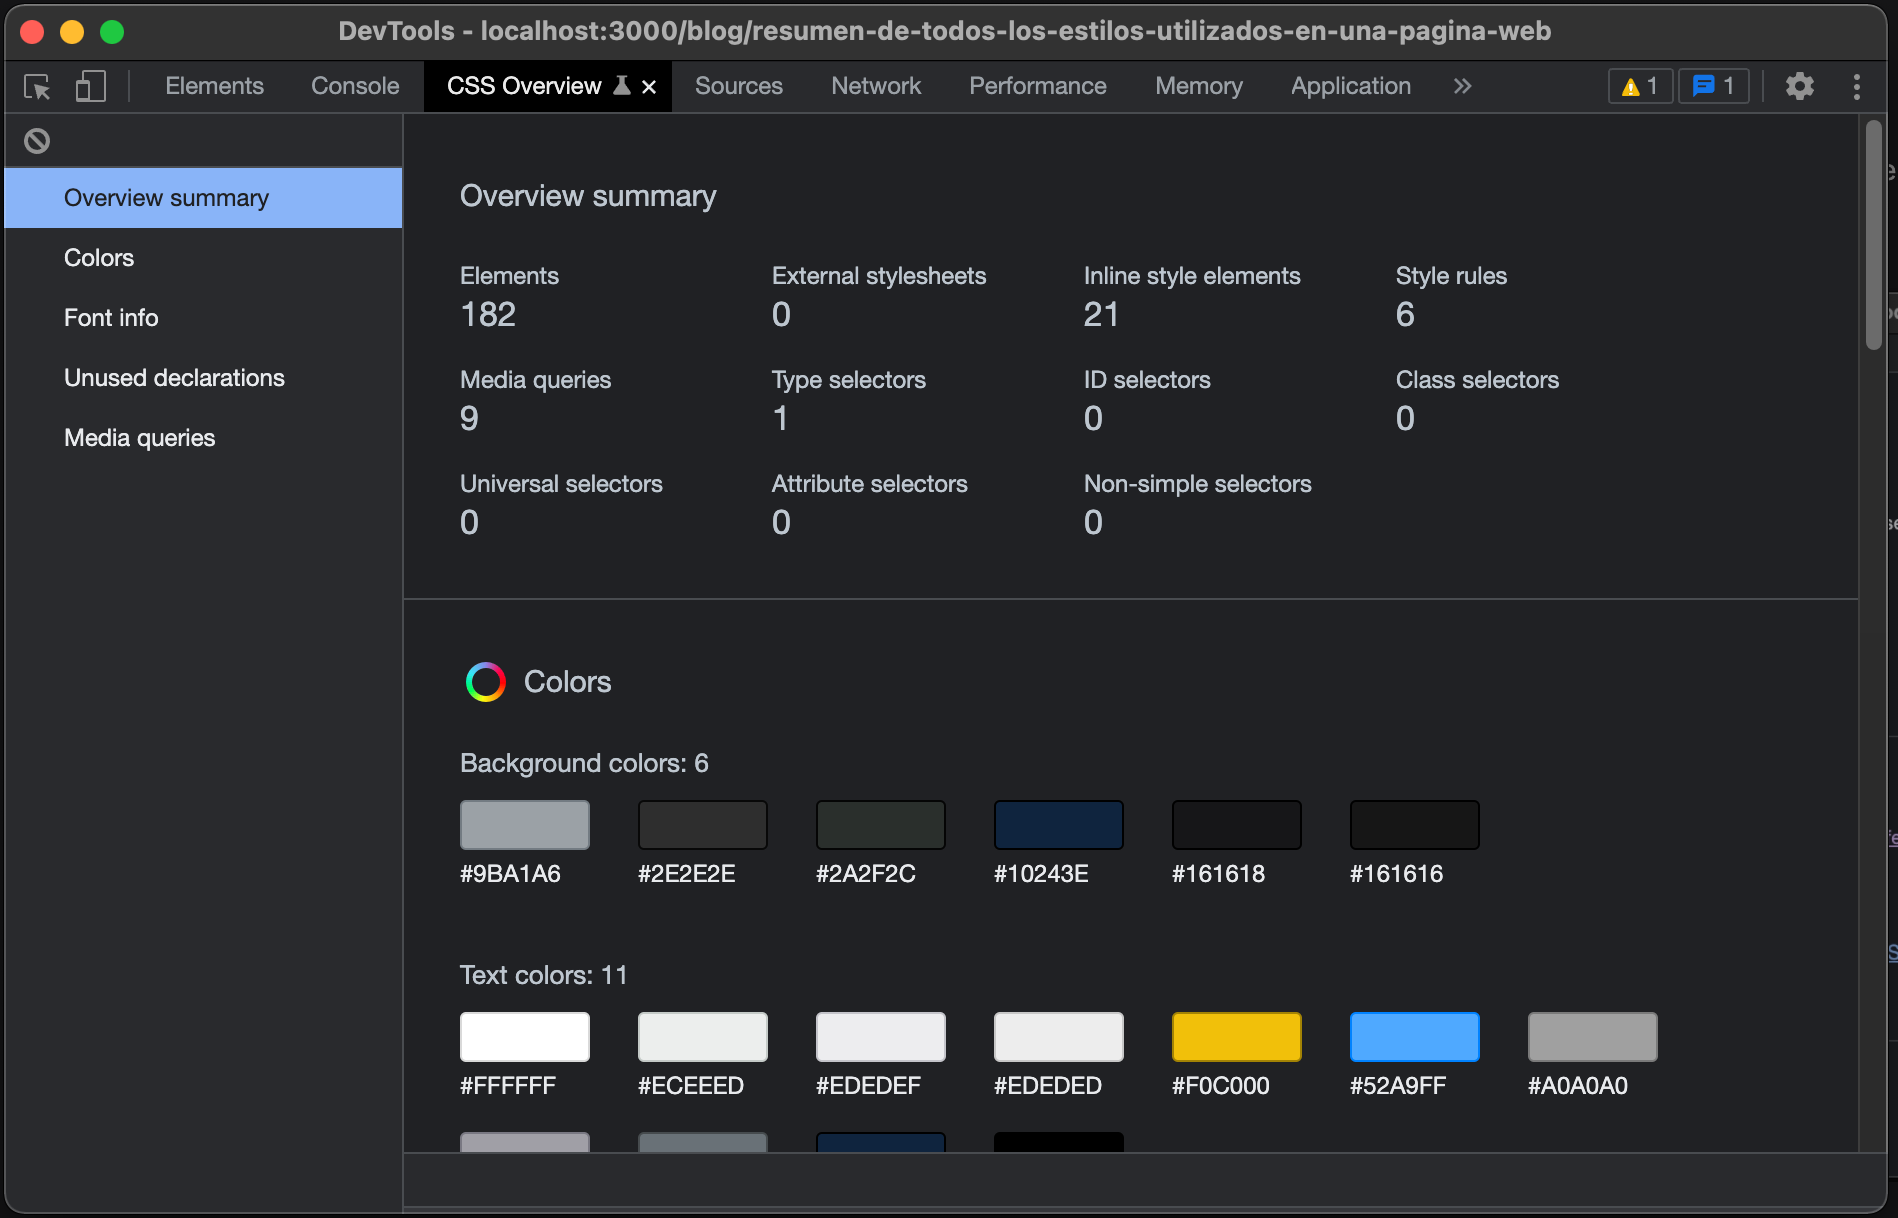 DevTools - localhost:3000/blog/resumen-de-todos-los-estilos-utilizados-en-una-pagina-web
Elements Console CSS Overview Sources Network Performance Memory Application 1 1
Overview summary
Colors
Font info
Unused declarations
Media queries
Overview summary
Elements External stylesheets Inline style elements Style rules
182 0 21 6
Media queries Type selectors ID selectors Class selectors
9 1 0 0
Universal selectors Attribute selectors Non-simple selectors
0 0 0
Colors
Background colors: 6
#9BA1A6 #2E2E2E #2A2F2C #10243E #161618 #161616
Text colors: 11
#FFFFFF #ECEEED #EDEDEF #EDEDED #F0C000 #52A9FF #A0A0A0